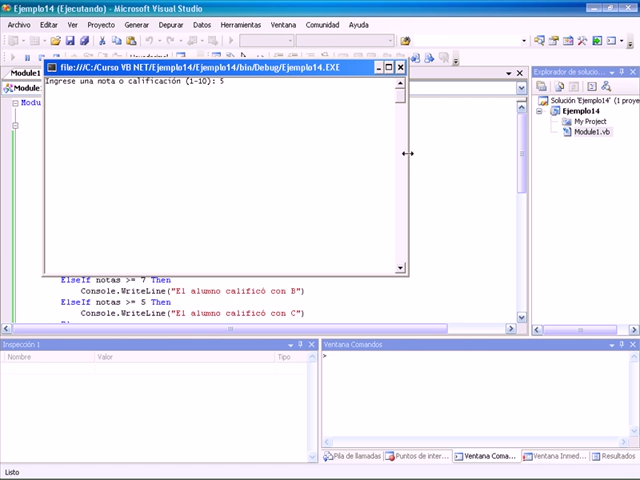 Ejemplo14 (Ejecutando) - Microsoft Visual Studio
Archivo Editar Ver Proyecto Generar Depurar Datos Herramientas Ventana Comunidad Ayuda
Module1
file:///C:/Curso VB NET/Ejemplo14/Ejemplo14/bin/Debug/Ejemplo14.EXE
Ingrese una nota o calificación (1-10): 5
Module
Modu
ElseIf notas >= 7 Then
Console.WriteLine("El alumno calificó con B")
ElseIf notas >= 5 Then
Console.WriteLine("El alumno calificó con C")
Explorador de solucio...
Solución 'Ejemplo14' (1 proye
Ejemplo14
My Project
Module1.vb
Inspección 1
Nombre Valor Tipo
Ventana Comandos
>
Pila de llamadas Puntos de inter... Ventana Coma... Ventana Inmed... Resultados
Listo